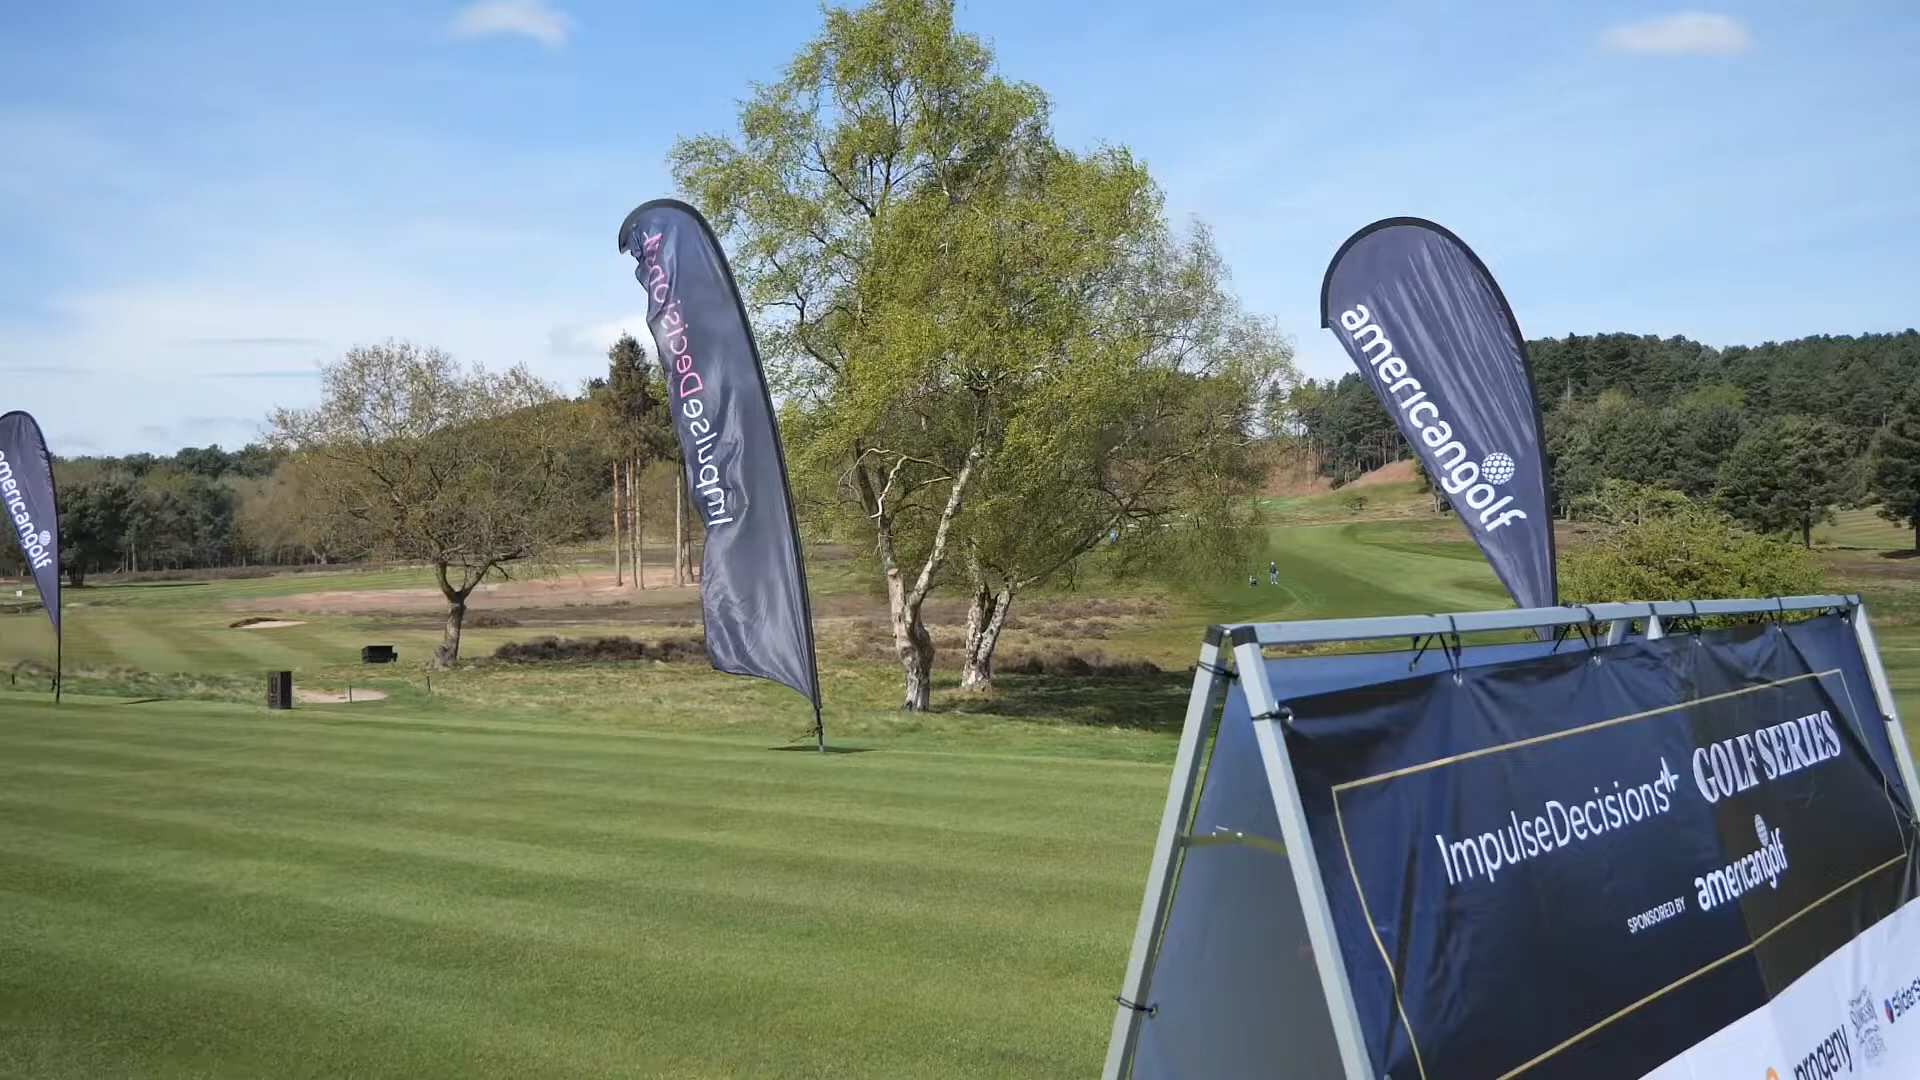 americangolf
ImpulseDecisions
americangolf
ImpulseDecisions
GOLF SERIES
SPONSORED BY
americangolf
progeny